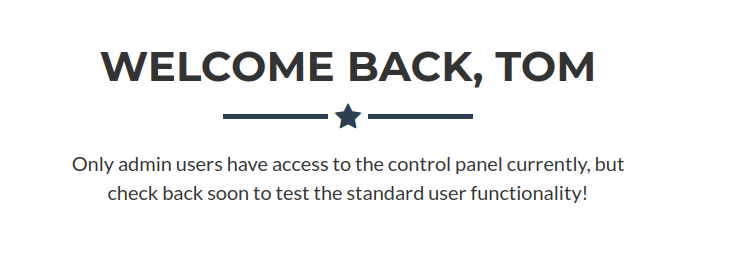 WELCOME BACK, TOM
Only admin users have access to the control panel currently, but
check back soon to test the standard user functionality!